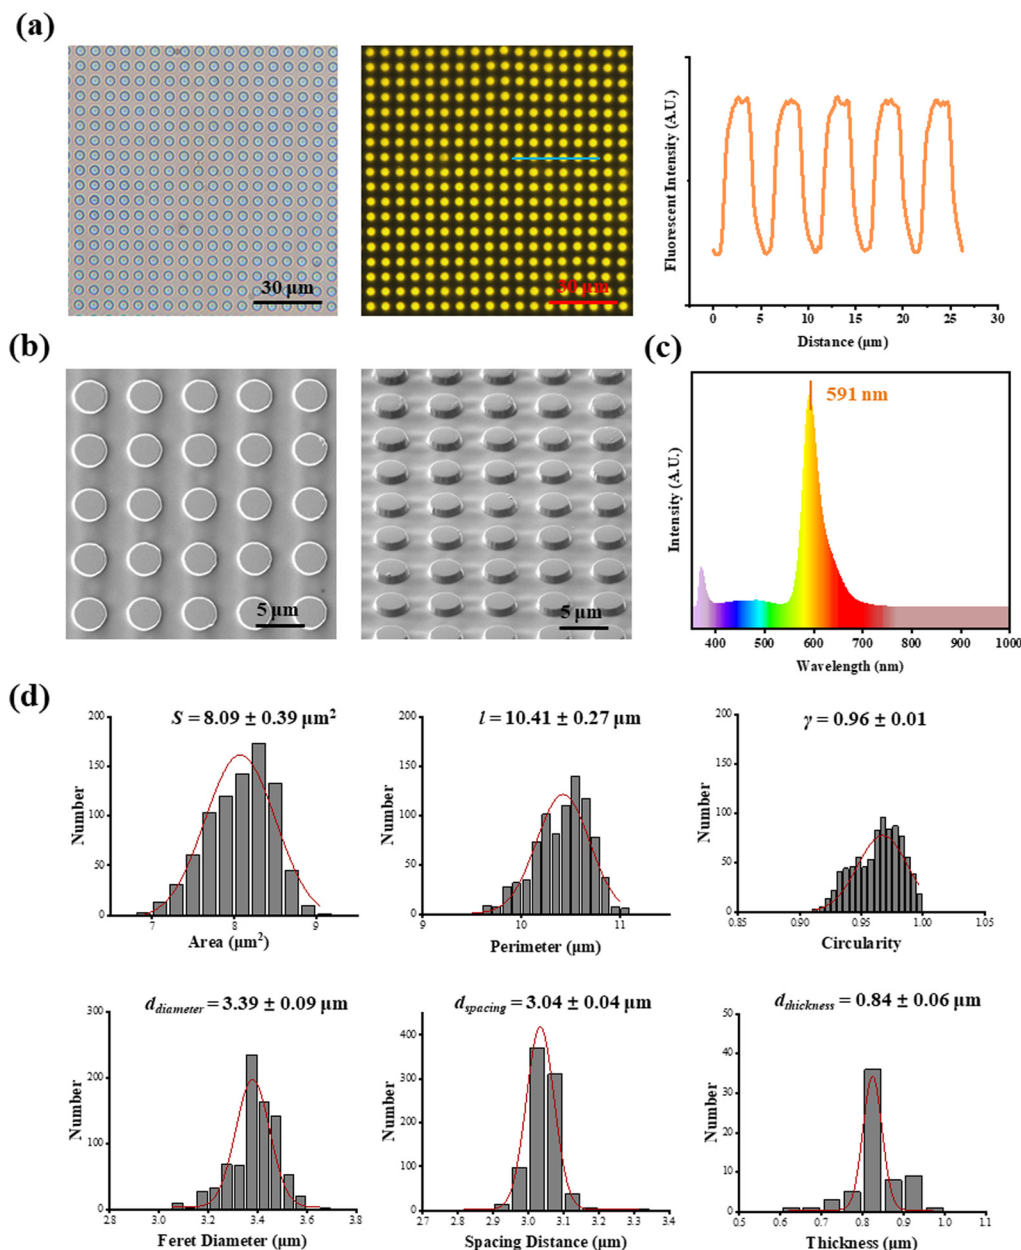 (a)
30 μm
30 μm
Fluorescent Intensity (A.U.)
0 5 10 15 20 25 30
Distance (μm)
(b)
5 μm
5 μm
(c)
591 nm
Intensity (A.U.)
400 500 600 700 800 900 1000
Wavelength (nm)
(d)
S = 8.09 ± 0.39 μm²
200
150
100
50
0
Number
7 8 9
Area (μm²)
l = 10.41 ± 0.27 μm
200
150
100
50
0
Number
9 10 11
Perimeter (μm)
γ = 0.96 ± 0.01
200
150
100
50
0
Number
0.85 0.90 0.95 1.00 1.05
Circularity
d_diameter = 3.39 ± 0.09 μm
300
200
100
0
Number
2.8 3.0 3.2 3.4 3.6 3.8
Feret Diameter (μm)
d_spacing = 3.04 ± 0.04 μm
400
300
200
100
0
Number
2.7 2.8 2.9 3.0 3.1 3.2 3.3 3.4
Spacing Distance (μm)
d_thickness = 0.84 ± 0.06 μm
50
40
30
20
10
0
Number
0.5 0.6 0.7 0.8 0.9 1.0 1.1
Thickness (μm)